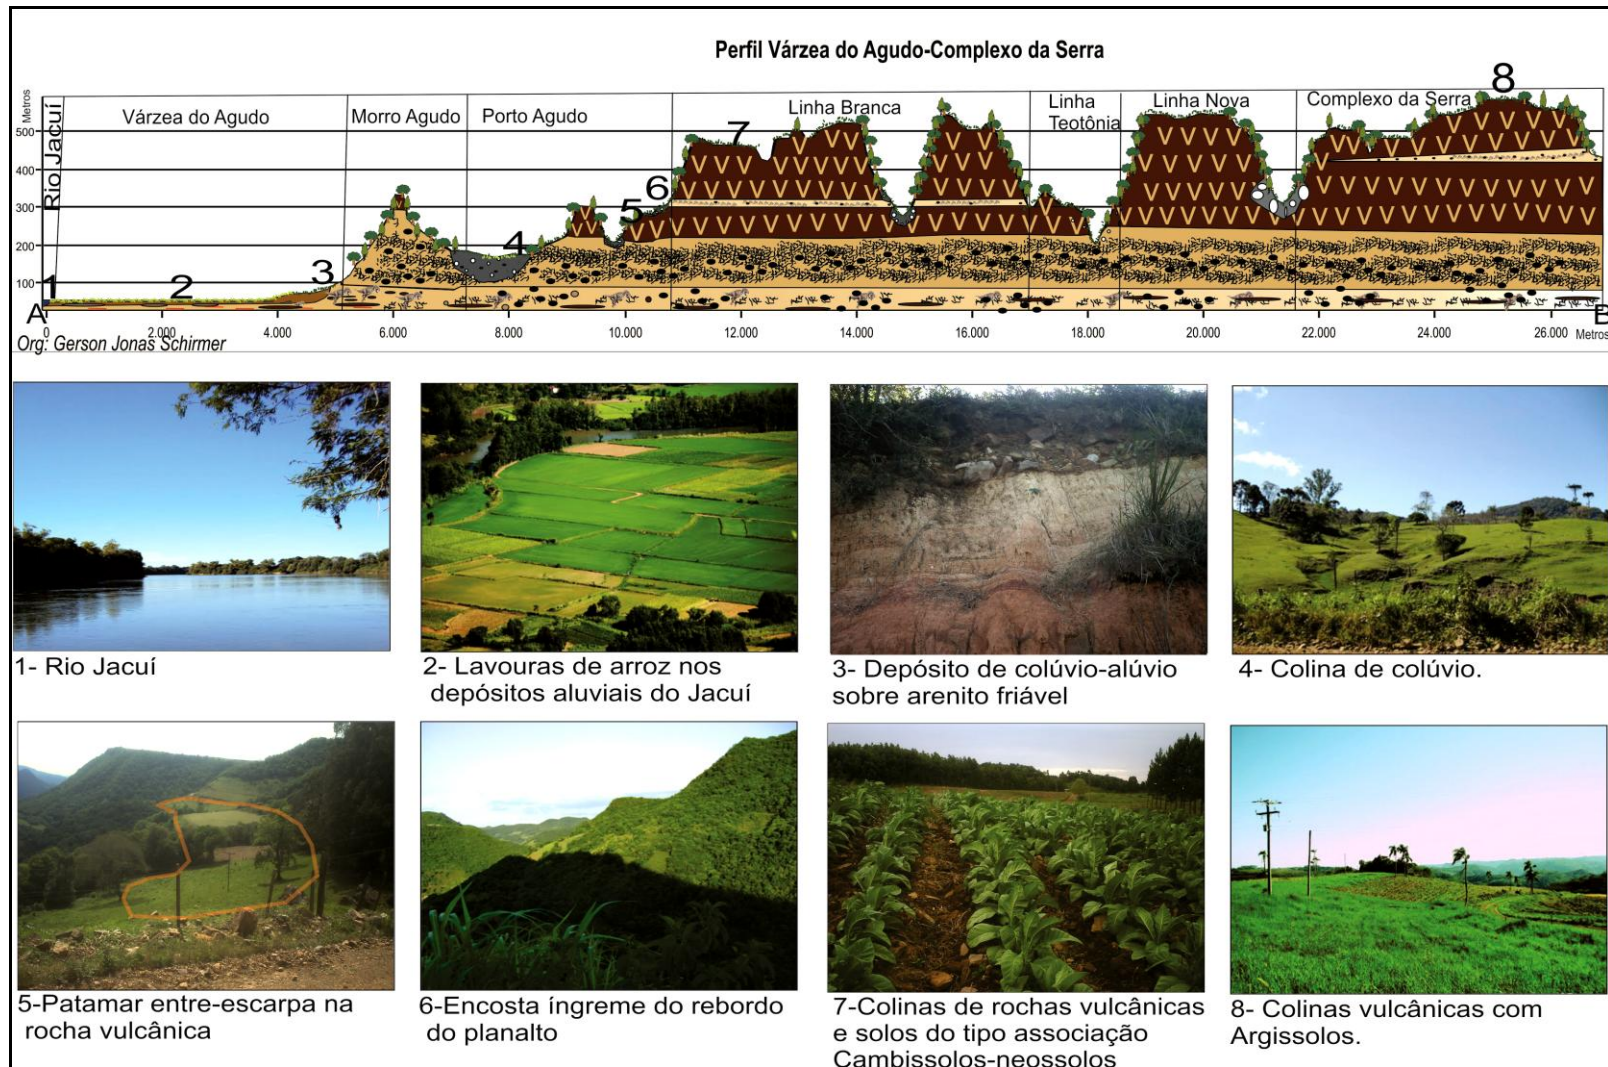 Perfil Várzea do Agudo-Complexo da Serra
Metros
500
400
300
200
100
Rio Jacuí
Várzea do Agudo
Morro Agudo
Porto Agudo
Linha Branca
Linha
Teotônia
Linha Nova
Complexo da Serra
1
2
3
4
5
6
7
8
A
B
0
2.000
4.000
6.000
8.000
10.000
12.000
14.000
16.000
18.000
20.000
22.000
24.000
26.000
Metros
Org: Gerson Jonas Schirmer
1- Rio Jacuí
2- Lavouras de arroz nos
depósitos aluviais do Jacuí
3- Depósito de colúvio-alúvio
sobre arenito friável
4- Colina de colúvio.
5-Patamar entre-escarpa na
rocha vulcânica
6-Encosta íngreme do rebordo
do planalto
7-Colinas de rochas vulcânicas
e solos do tipo associação
Cambissolos-neossolos
8- Colinas vulcânicas com
Argissolos.